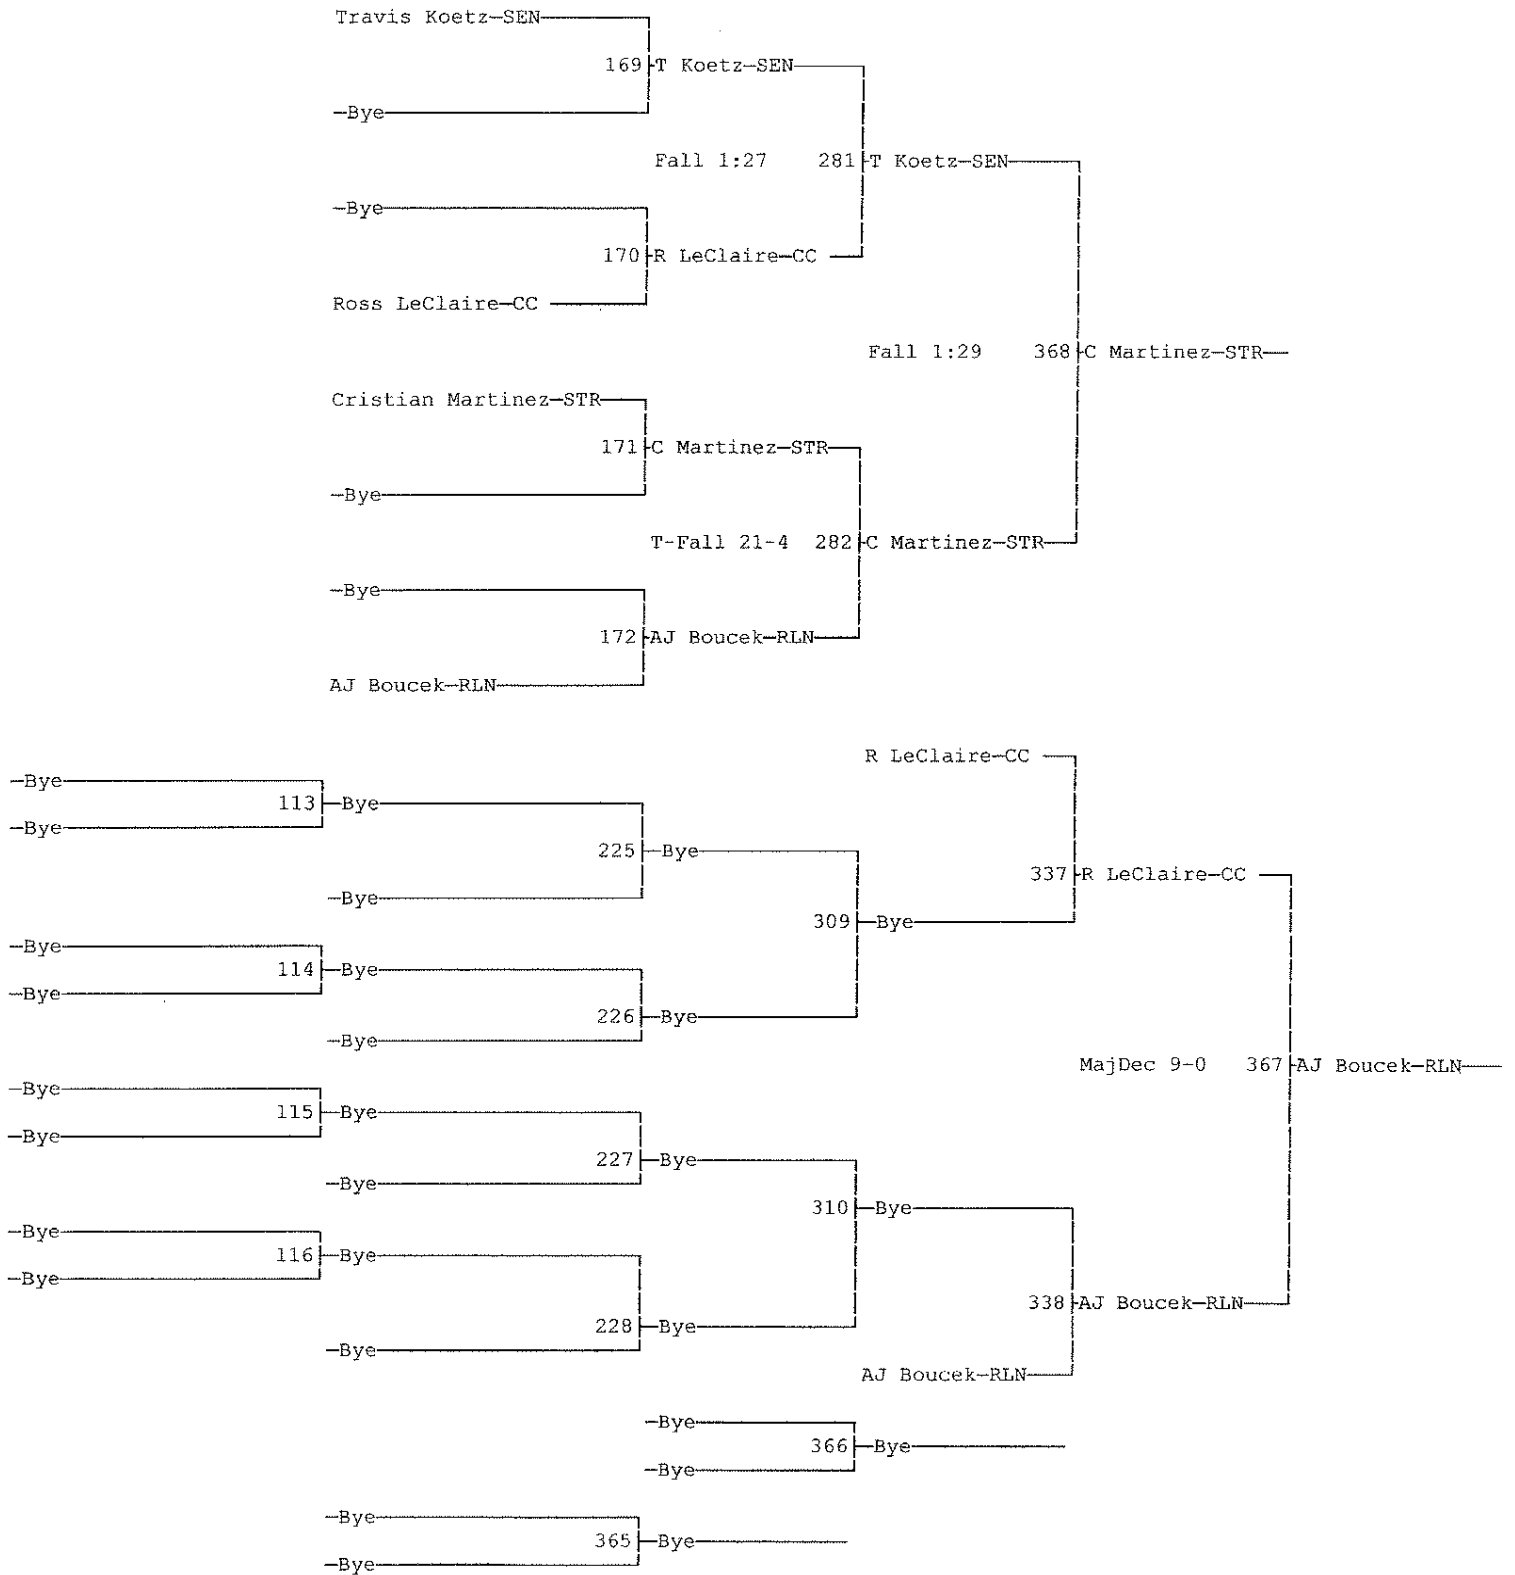 Travis Koetz-SEN
169 T Koetz-SEN
-Bye
Fall 1:27 281 T Koetz-SEN
-Bye
170 R LeClaire-CC
Ross LeClaire-CC
Fall 1:29 368 C Martinez-STR
Cristian Martinez-STR
171 C Martinez-STR
-Bye
T-Fall 21-4 282 C Martinez-STR
-Bye
172 AJ Boucek-RLN
AJ Boucek-RLN
R LeClaire-CC
-Bye
113 -Bye
-Bye
225 -Bye
337 R LeClaire-CC
-Bye
309 -Bye
-Bye
114 -Bye
-Bye
226 -Bye
-Bye
MajDec 9-0 367 AJ Boucek-RLN
-Bye
115 -Bye
-Bye
227 -Bye
-Bye
310 -Bye
-Bye
116 -Bye
-Bye
338 AJ Boucek-RLN
228 -Bye
-Bye
AJ Boucek-RLN
-Bye
366 -Bye
-Bye
-Bye
365 -Bye
-Bye